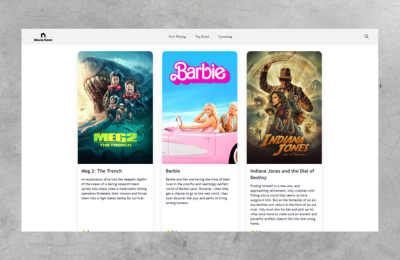 Movie Mano
Now Playing
Top Rated
Upcoming
MEG 2
THE TRENCH
Barbie
INDIANA
JONES
Meg 2: The Trench
An exploratory dive into the deepest depths
of the ocean of a daring research team
spirals into chaos when a malevolent mining
operation threatens their mission and forces
them into a high-stakes battle for survival.
Barbie
Barbie and Ken are having the time of their
lives in the colorful and seemingly perfect
world of Barbie Land. However, when they
get a chance to go to the real world, they
soon discover the joys and perils of living
among humans.
Indiana Jones and the Dial of
Destiny
Finding himself in a new era, and
approaching retirement, Indy wrestles with
fitting into a world that seems to have
outgrown him. But as the tentacles of an all-
too-familiar evil return in the form of an old
rival, Indy must don his hat and pick up his
whip once more to make sure an ancient and
powerful artifact doesn't fall into the wrong
hands.